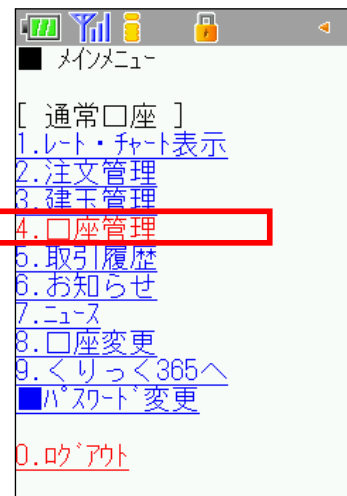 ■ ﾒｲﾝﾒﾆｭｰ
[ 通常口座 ]
1.ﾚｰﾄ・ﾁｬｰﾄ表示
2.注文管理
3.建玉管理
4.口座管理
5.取引履歴
6.お知らせ
7.ﾆｭｰｽ
8.口座変更
9.くりっく365へ
■ﾊﾟｽﾜｰﾄﾞ変更
0.ﾛｸﾞｱｳﾄ